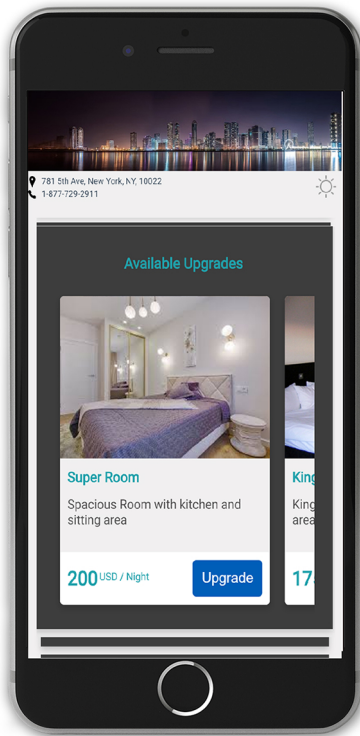 781 5th Ave, New York, NY, 10022
1-877-729-2911
Available Upgrades
Super Room
Spacious Room with kitchen and
sitting area
200 USD / Night
Upgrade
King
King
area
17